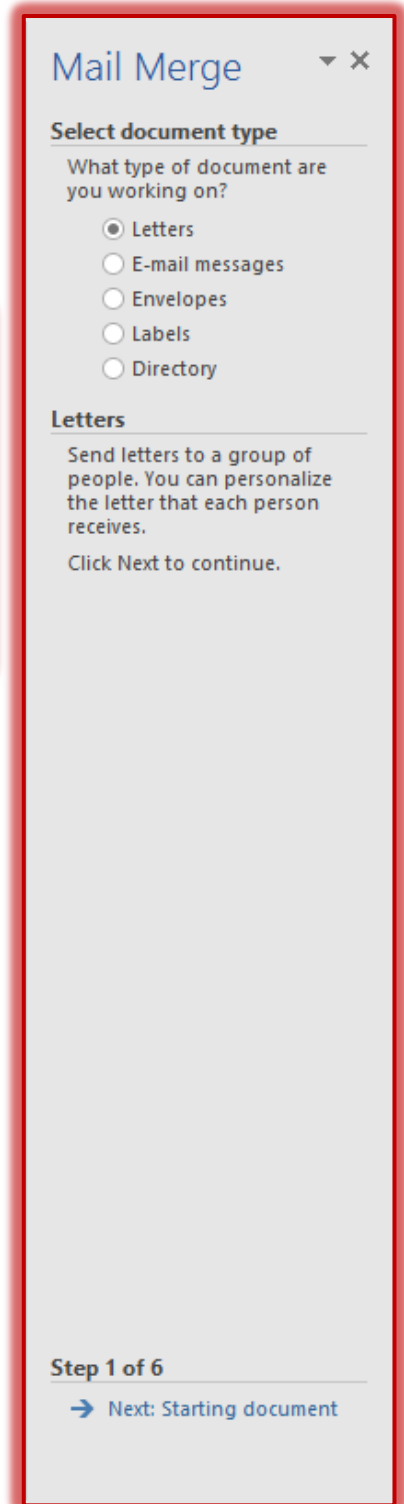 Mail Merge
Select document type
What type of document are
you working on?
Letters
E-mail messages
Envelopes
Labels
Directory
Letters
Send letters to a group of
people. You can personalize
the letter that each person
receives.
Click Next to continue.
Step 1 of 6
Next: Starting document